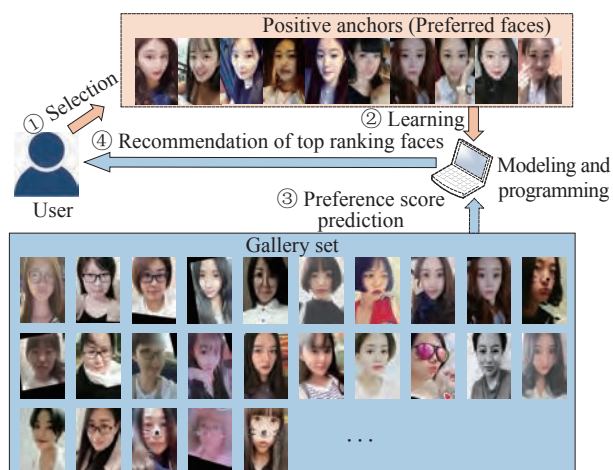 Positive anchors (Preferred faces)
① Selection
② Learning
④ Recommendation of top ranking faces
Modeling and
programming
User
③ Preference score
prediction
Gallery set
...